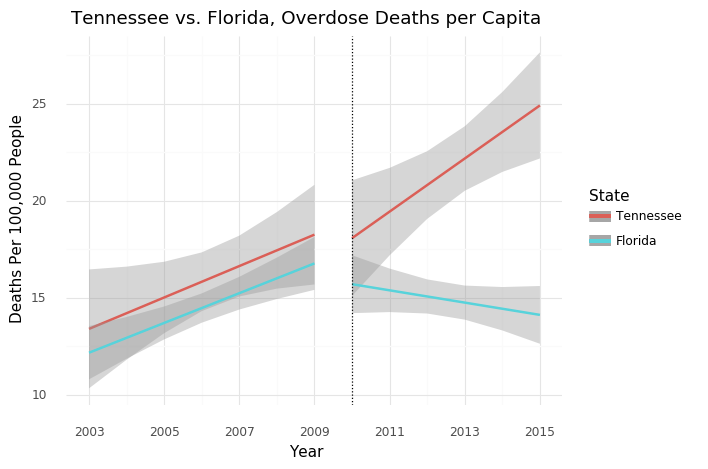 Tennessee vs. Florida, Overdose Deaths per Capita
Deaths Per 100,000 People
25
20
15
10
2003 2005 2007 2009 2011 2013 2015
Year
State
Tennessee
Florida